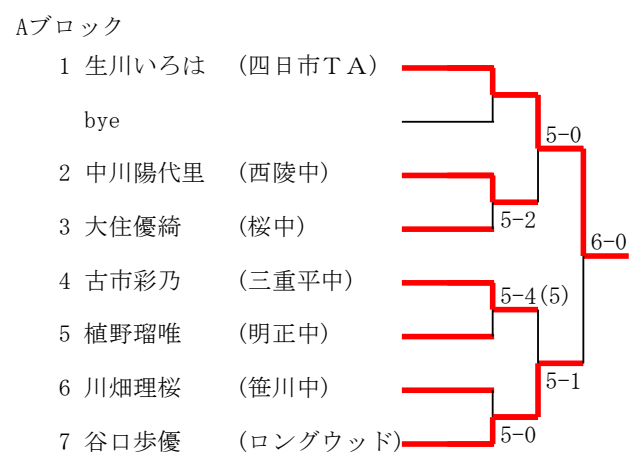 Aブロック
1 生川いろは (四日市TA)
bye
5-0
2 中川陽代里 (西陵中)
5-2
3 大住優綺 (桜中)
6-0
4 古市彩乃 (三重平中)
5-4(5)
5 植野瑠唯 (明正中)
5-1
6 川畑理桜 (笹川中)
5-0
7 谷口歩優 (ロングウッド)